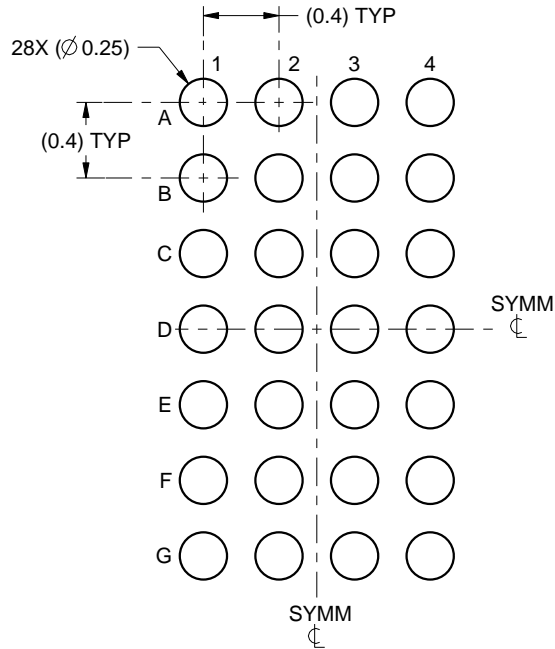 (0.4) TYP
28X (∅ 0.25)
1 2 3 4
A
(0.4) TYP
B
C
D
SYMM
℄
E
F
G
SYMM
℄